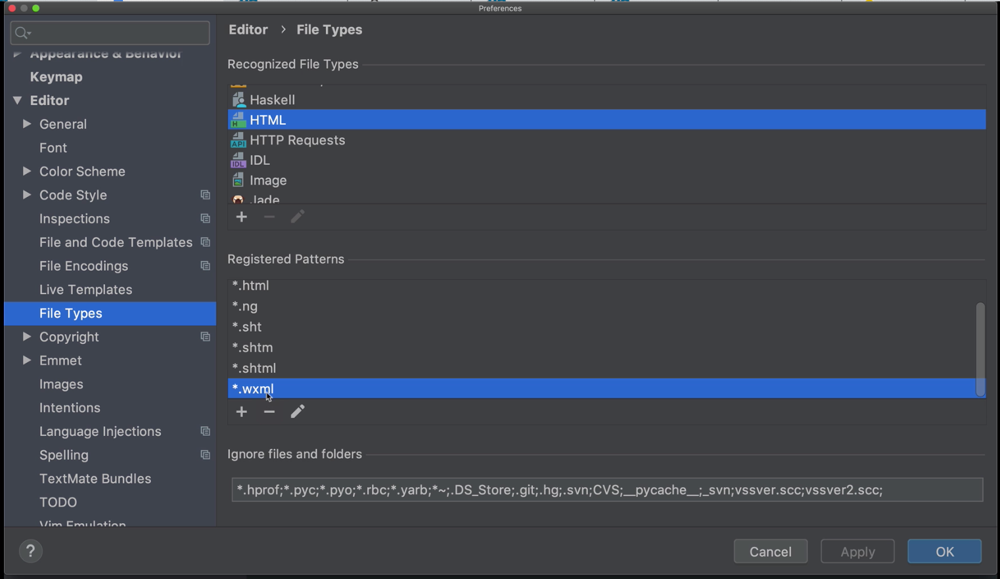 Preferences
Appearance & Behavior
Keymap
Editor
General
Font
Color Scheme
Code Style
Inspections
File and Code Templates
File Encodings
Live Templates
File Types
Copyright
Emmet
Images
Intentions
Language Injections
Spelling
TextMate Bundles
TODO
Vim Emulation
Editor › File Types
Recognized File Types
Haskell
H HTML
API HTTP Requests
IDL IDL
Image
Jade
Registered Patterns
*.html
*.ng
*.sht
*.shtm
*.shtml
*.wxml
Ignore files and folders
*.hprof;*.pyc;*.pyo;*.rbc;*.yarb;*~;.DS_Store;.git;.hg;.svn;CVS;__pycache__;_svn;vssver.scc;vssver2.scc;
?
Cancel
Apply
OK